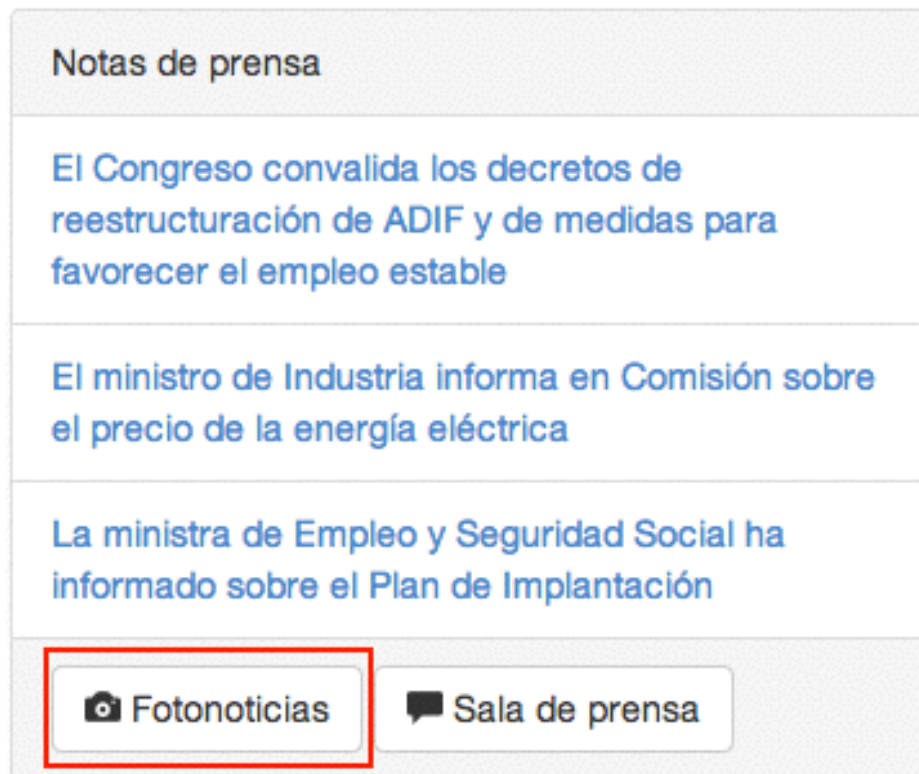 Notas de prensa
El Congreso convalida los decretos de
reestructuración de ADIF y de medidas para
favorecer el empleo estable
El ministro de Industria informa en Comisión sobre
el precio de la energía eléctrica
La ministra de Empleo y Seguridad Social ha
informado sobre el Plan de Implantación
Fotonoticias Sala de prensa